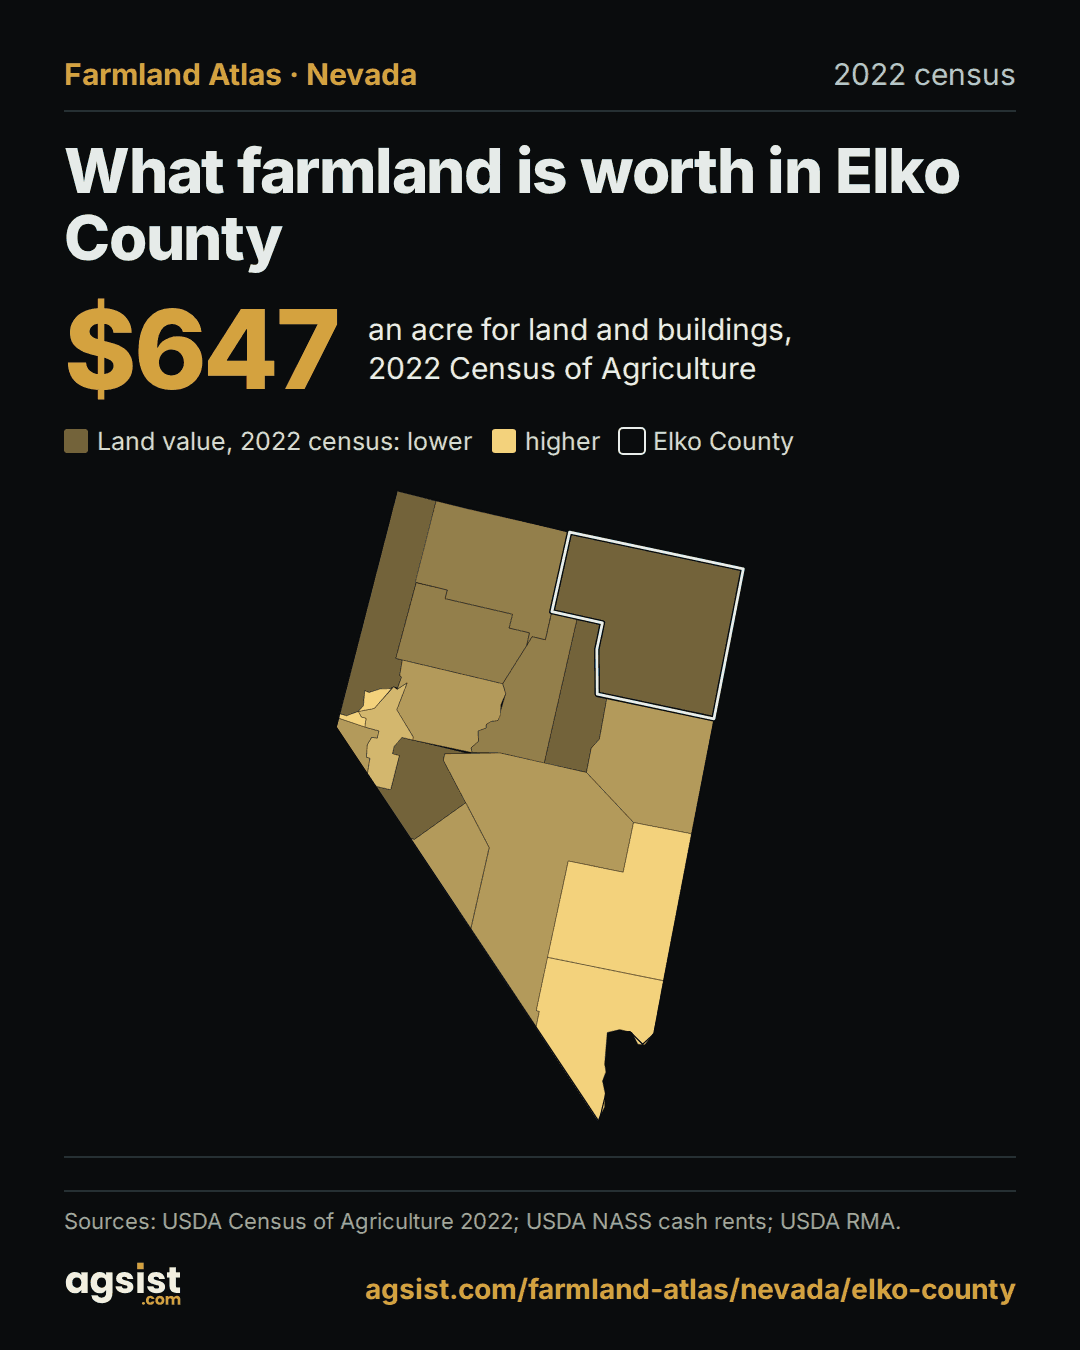 Farmland Atlas · Nevada
2022 census
What farmland is worth in Elko
County
$647
an acre for land and buildings,
2022 Census of Agriculture
Land value, 2022 census: lower
higher
Elko County
Sources: USDA Census of Agriculture 2022; USDA NASS cash rents; USDA RMA.
agsist
.com
agsist.com/farmland-atlas/nevada/elko-county